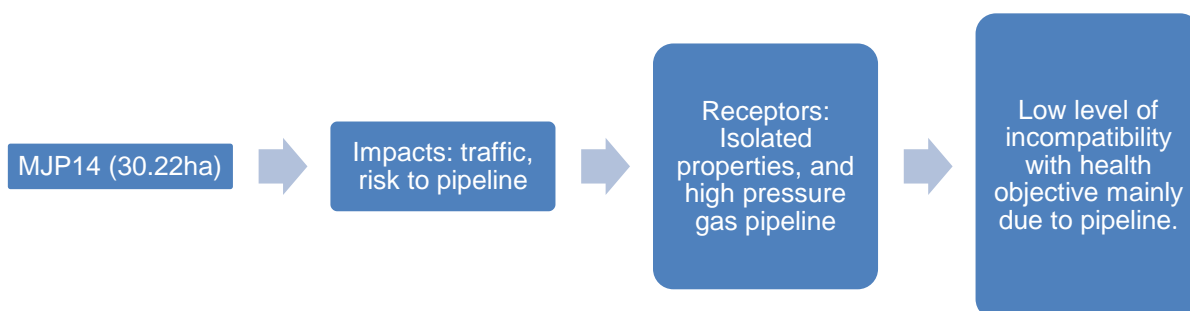 MJP14 (30.22ha)
Impacts: traffic,
risk to pipeline
Receptors:
Isolated
properties, and
high pressure
gas pipeline
Low level of
incompatibility
with health
objective mainly
due to pipeline.